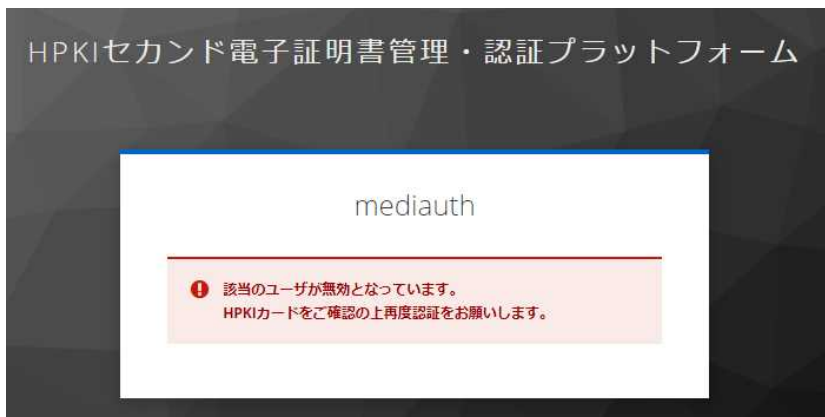 HPKIセカンド電子証明書管理・認証プラットフォーム
mediauth
該当のユーザが無効となっています。
HPKIカードをご確認の上再度認証をお願いします。